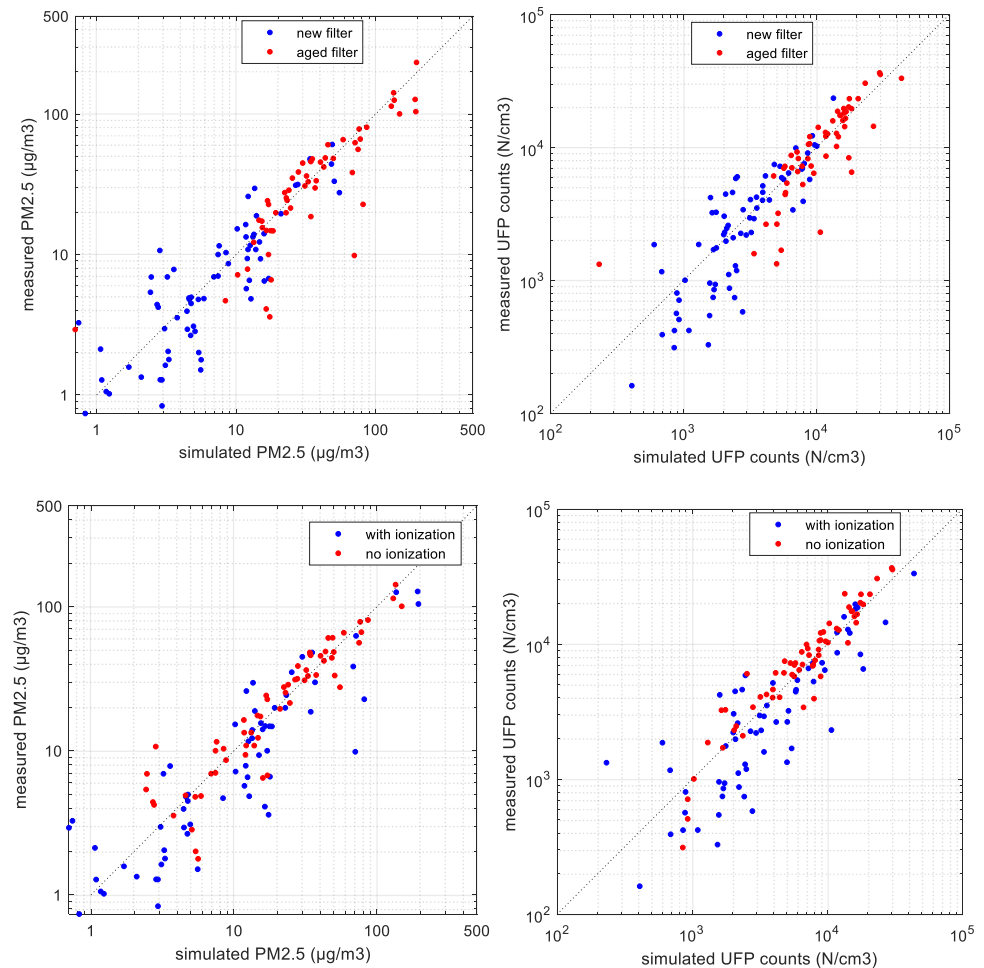 500
100
10
1
measured PM2.5 (µg/m3)
new filter
aged filter
1
10
100
500
simulated PM2.5 (µg/m3)
10^5
10^4
10^3
10^2
measured UFP counts (N/cm3)
new filter
aged filter
10^2
10^3
10^4
10^5
simulated UFP counts (N/cm3)
500
100
10
1
measured PM2.5 (µg/m3)
with ionization
no ionization
1
10
100
500
simulated PM2.5 (µg/m3)
10^5
10^4
10^3
10^2
measured UFP counts (N/cm3)
with ionization
no ionization
10^2
10^3
10^4
10^5
simulated UFP counts (N/cm3)